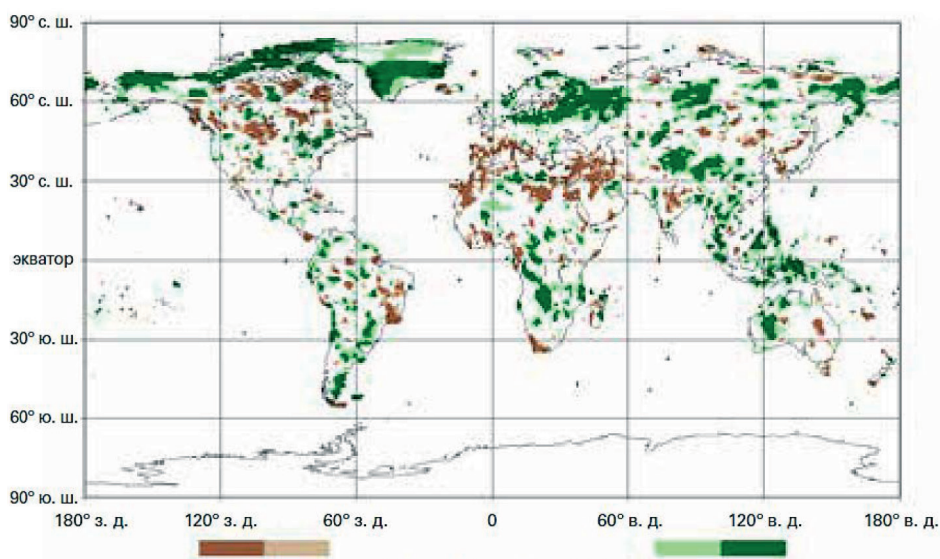 90° с. ш.
60° с. ш.
30° с. ш.
экватор
30° ю. ш.
60° ю. ш.
90° ю. ш.
180° з. д. 120° з. д. 60° з. д. 0 60° в. д. 120° в. д. 180° в. д.